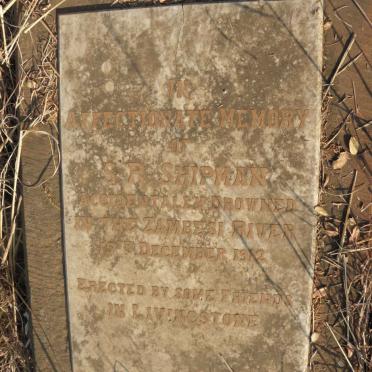 IN
AFFECTIONATE MEMORY
OF
S. R. SHIPMAN
ACCIDENTALLY DROWNED
IN THE ZAMBESI RIVER
DECEMBER 1912
ERECTED BY SOME FRIENDS
IN LIVINGSTONE